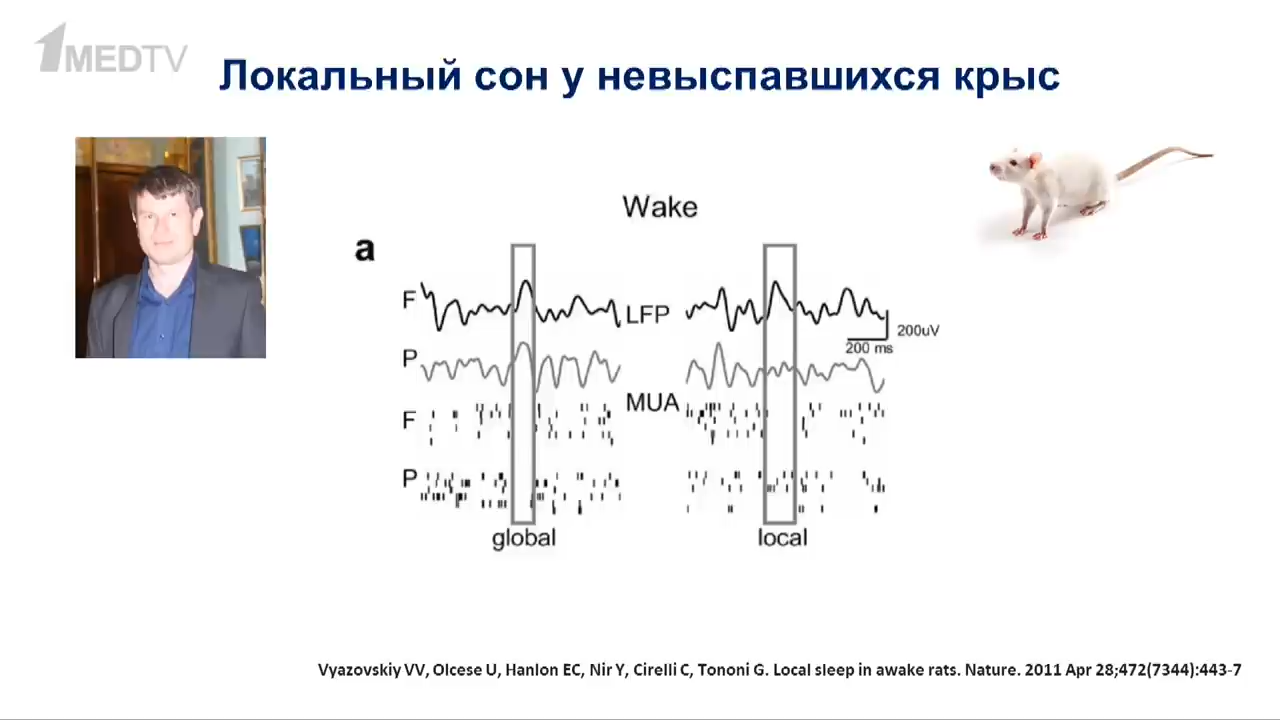 1MEDTV
Локальный сон у невыспавшихся крыс
Wake
a
F
LFP
200uV
200 ms
P
MUA
F
P
global
local
Vyazovskiy VV, Olcese U, Hanlon EC, Nir Y, Cirelli C, Tononi G. Local sleep in awake rats. Nature. 2011 Apr 28;472(7344):443-7